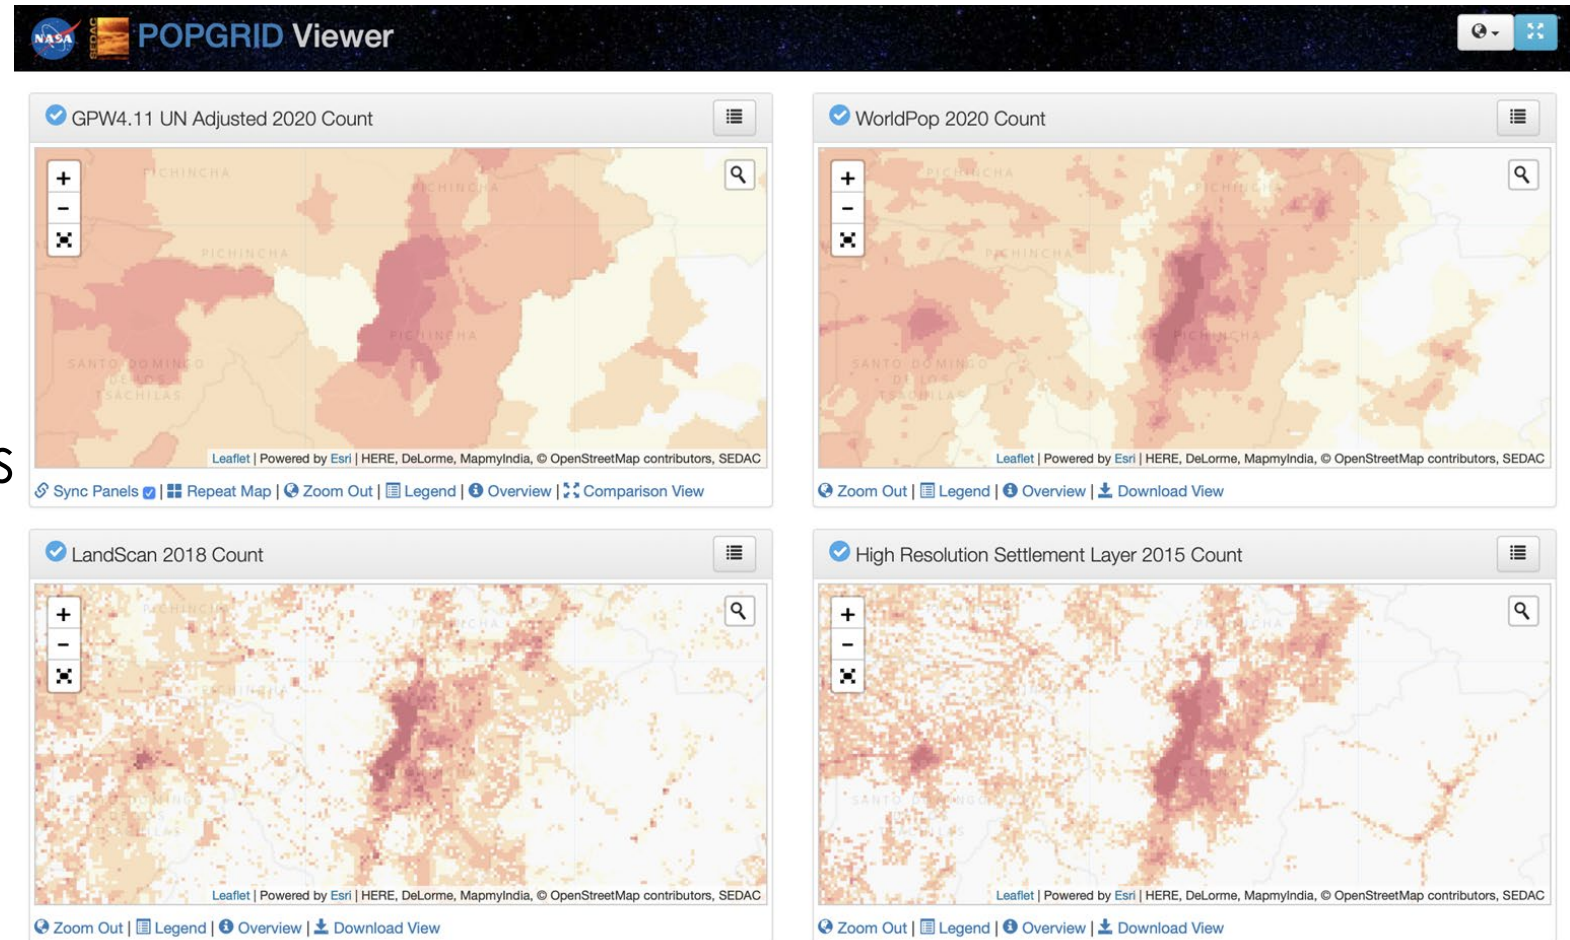 NASA SEDAC POPGRID Viewer
GPW4.11 UN Adjusted 2020 Count
PICHINCHA
PICHINCHA
PICHINCHA
PICHINCHA
SANTO DOMINGO
DE LOS
TSACHILAS
Leaflet | Powered by Esri | HERE, DeLorme, MapmyIndia, © OpenStreetMap contributors, SEDAC
Sync Panels | Repeat Map | Zoom Out | Legend | Overview | Comparison View
WorldPop 2020 Count
PICHINCHA
PICHINCHA
PICHINCHA
PICHINCHA
SANTO DOMINGO
DE LOS
TSACHILAS
Leaflet | Powered by Esri | HERE, DeLorme, MapmyIndia, © OpenStreetMap contributors, SEDAC
Zoom Out | Legend | Overview | Download View
S
LandScan 2018 Count
Leaflet | Powered by Esri | HERE, DeLorme, MapmyIndia, © OpenStreetMap contributors, SEDAC
Zoom Out | Legend | Overview | Download View
High Resolution Settlement Layer 2015 Count
Leaflet | Powered by Esri | HERE, DeLorme, MapmyIndia, © OpenStreetMap contributors, SEDAC
Zoom Out | Legend | Overview | Download View